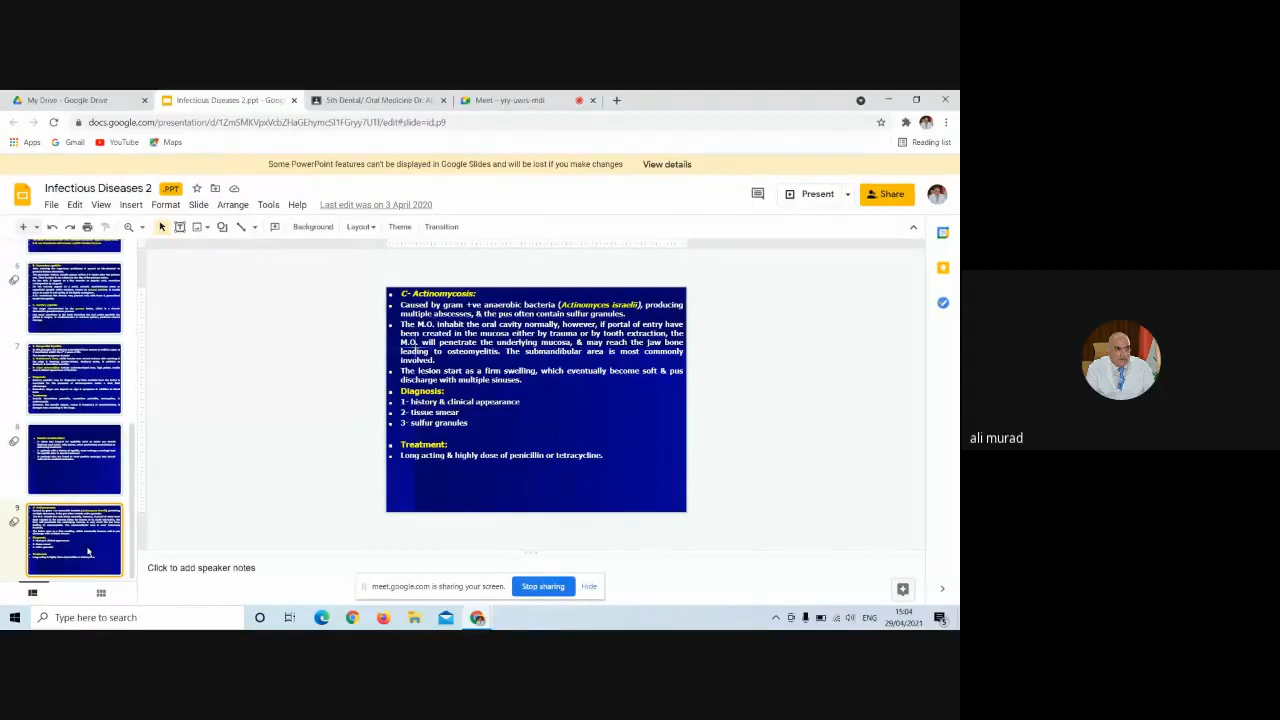 My Drive - Google Drive
Infectious Diseases 2.ppt - Goog
5th Dental/ Oral Medicine Dr. Al
Meet – yry-uwrs-mdi
docs.google.com/presentation/d/1ZmSMKVpxVcbZHaGEhymcSl1FGryy7UTf/edit#slide=id.p9
Apps
Gmail
YouTube
Maps
Reading list
Some PowerPoint features can't be displayed in Google Slides and will be lost if you make changes
View details
Infectious Diseases 2
.PPT
File Edit View Insert Format Slide Arrange Tools Help
Last edit was on 3 April 2020
Present
Share
Background
Layout
Theme
Transition
6
7
8
9
C- Actinomycosis:
Caused by gram +ve anaerobic bacteria (Actinomyces israelii), producing
multiple abscesses, & the pus often contain sulfur granules.
The M.O. inhabit the oral cavity normally, however, if portal of entry have
been created in the mucosa either by trauma or by tooth extraction, the
M.O. will penetrate the underlying mucosa, & may reach the jaw bone
leading to osteomyelitis. The submandibular area is most commonly
involved.
The lesion start as a firm swelling, which eventually become soft & pus
discharge with multiple sinuses.
Diagnosis:
1- history & clinical appearance
2- tissue smear
3- sulfur granules
Treatment:
Long acting & highly dose of penicillin or tetracycline.
Click to add speaker notes
meet.google.com is sharing your screen.
Stop sharing
Hide
Type here to search
ENG
15:04
29/04/2021
ali murad